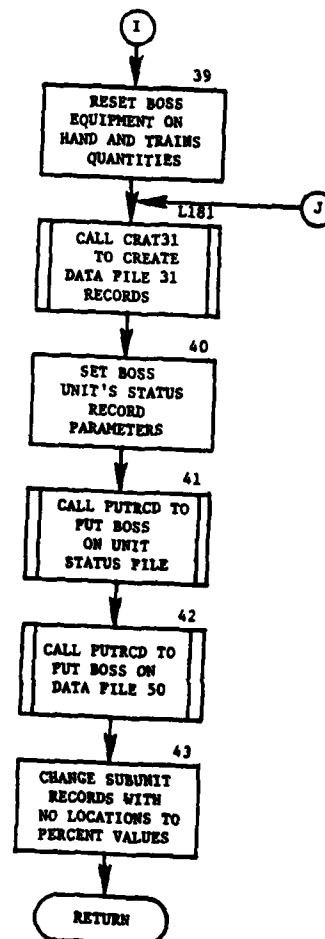 I
39
RESET BOSS
EQUIPMENT ON
HAND AND TRAINS
QUANTITIES
J
L181
CALL CRAT31
TO CREATE
DATA FILE 31
RECORDS
40
SET BOSS
UNIT'S STATUS
RECORD
PARAMETERS
41
CALL PUTRCD TO
PUT BOSS
ON UNIT
STATUS FILE
42
CALL PUTRCD TO
PUT BOSS ON
DATA FILE 50
43
CHANGE SUBUNIT
RECORDS WITH
NO LOCATIONS TO
PERCENT VALUES
RETURN